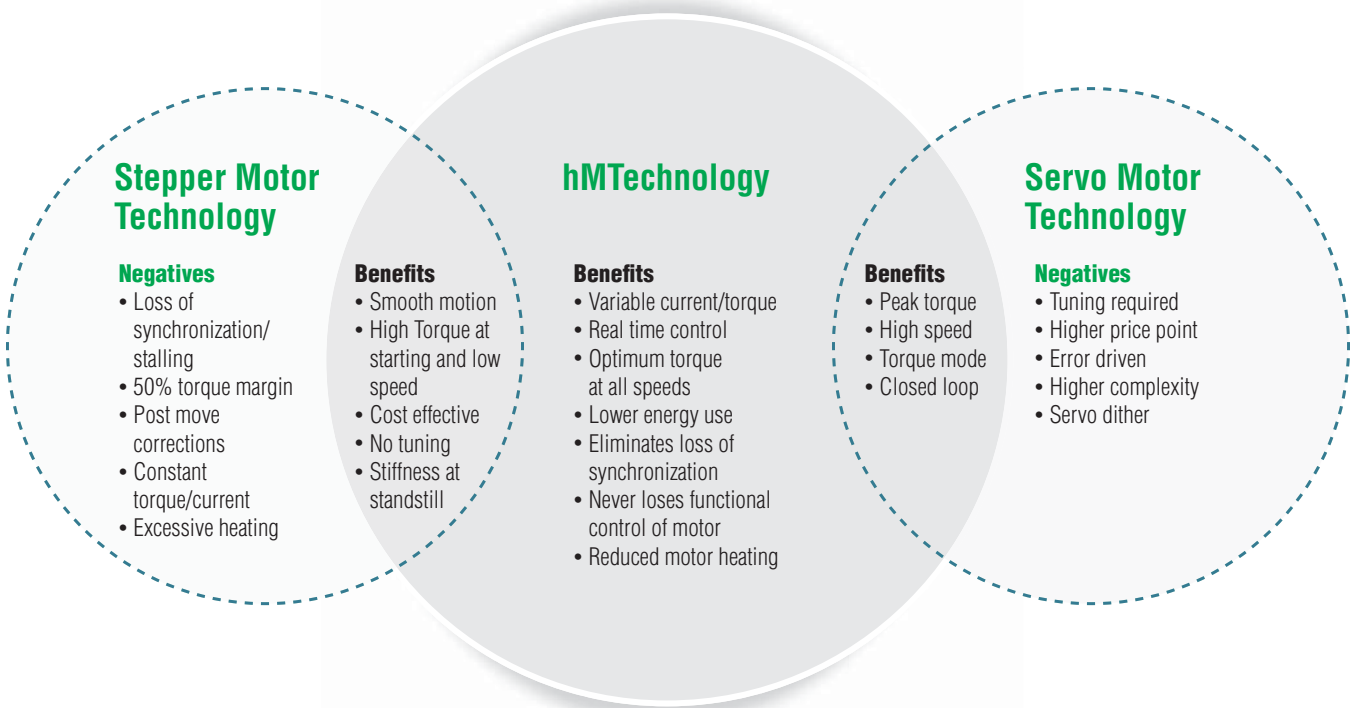 Stepper Motor
Technology
Negatives
• Loss of
synchronization/
stalling
• 50% torque margin
• Post move
corrections
• Constant
torque/current
• Excessive heating
Benefits
• Smooth motion
• High Torque at
starting and low
speed
• Cost effective
• No tuning
• Stiffness at
standstill
hMTechnology
Benefits
• Variable current/torque
• Real time control
• Optimum torque
at all speeds
• Lower energy use
• Eliminates loss of
synchronization
• Never loses functional
control of motor
• Reduced motor heating
Benefits
• Peak torque
• High speed
• Torque mode
• Closed loop
Servo Motor
Technology
Negatives
• Tuning required
• Higher price point
• Error driven
• Higher complexity
• Servo dither